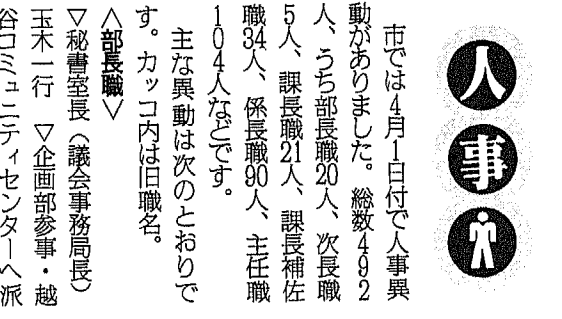 人事
市では4月1日付で人事異
動がありました。総数492
人、うち部長職20人、次長職
5人、課長職21人、課長補佐
職34人、係長職90人、主任職
104人などです。
主な異動は次のとおりで
す。カッコ内は旧職名。
〈部長職〉
▽秘書室長（議会事務局長）
玉木一行　▽企画部参事・越
谷コミュニティセンターへ派